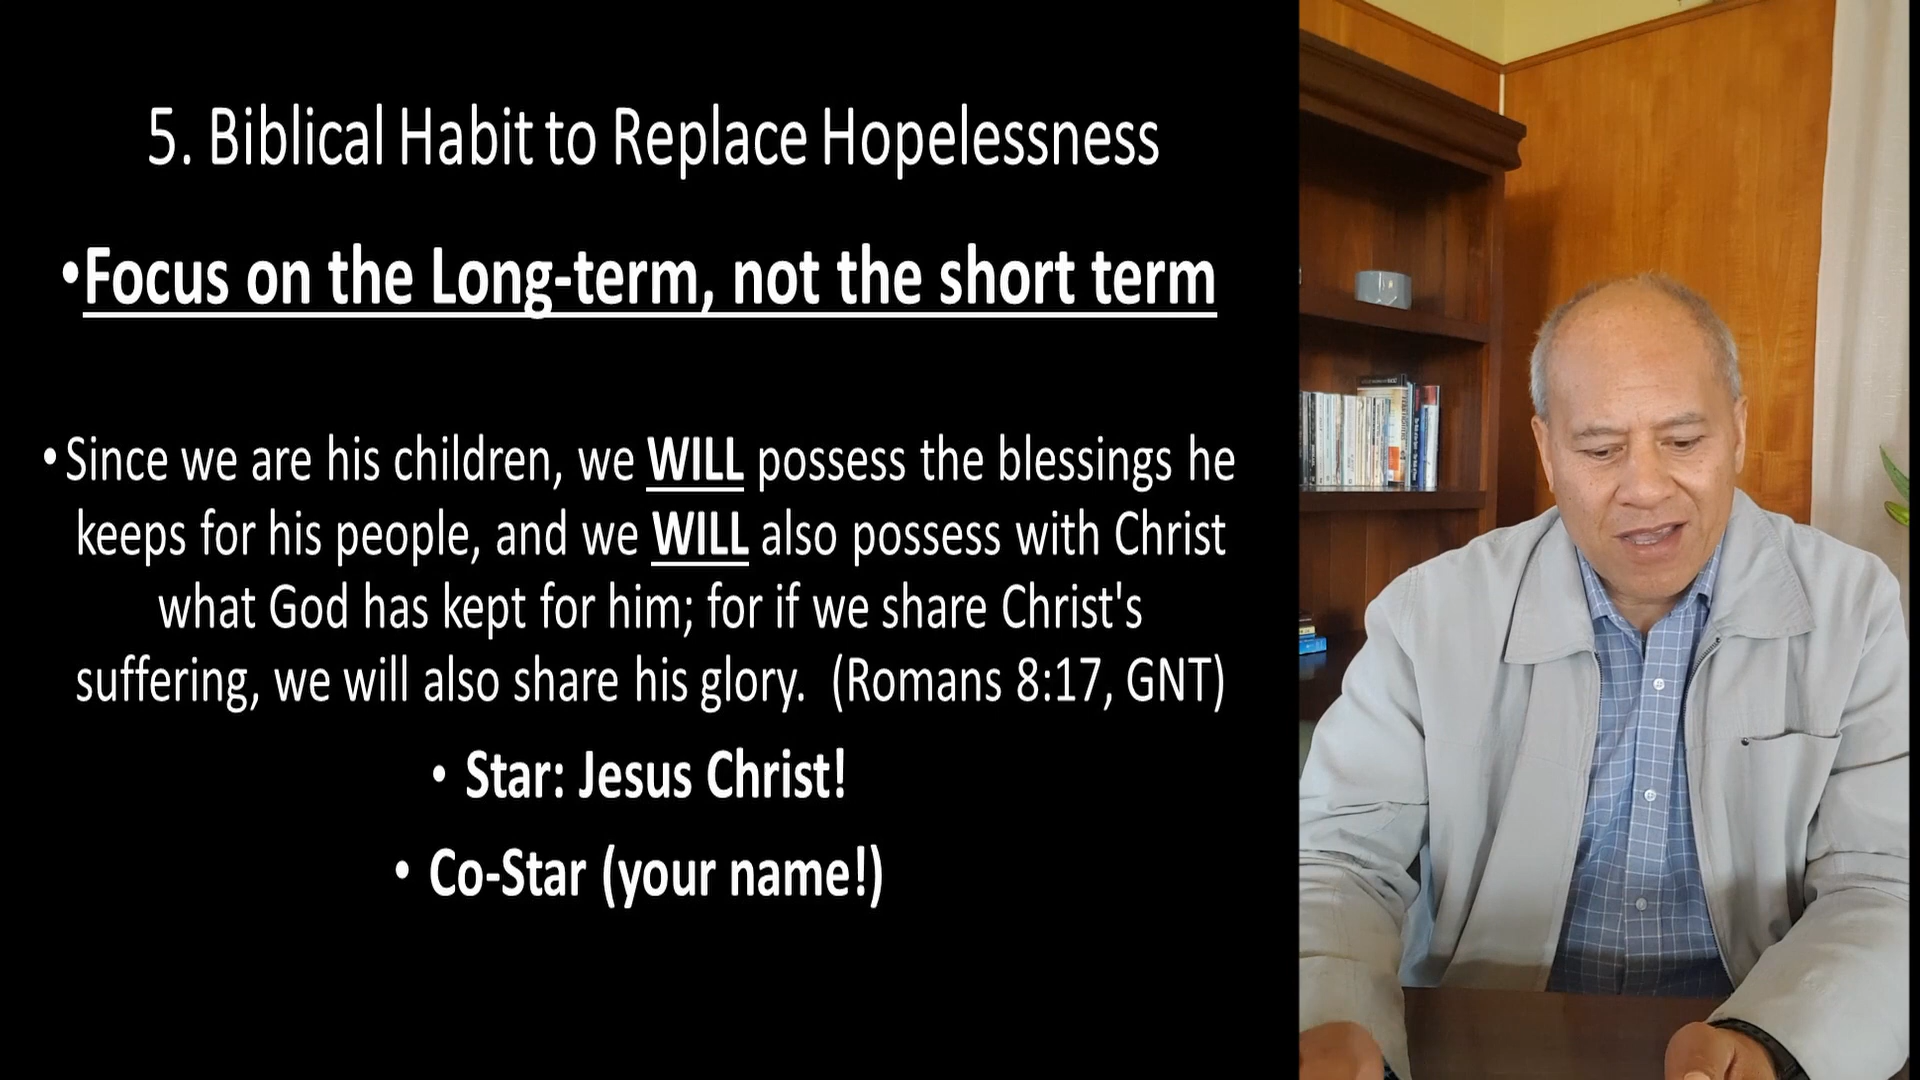 5. Biblical Habit to Replace Hopelessness
•Focus on the Long-term, not the short term
•Since we are his children, we WILL possess the blessings he
keeps for his people, and we WILL also possess with Christ
what God has kept for him; for if we share Christ's
suffering, we will also share his glory. (Romans 8:17, GNT)
• Star: Jesus Christ!
• Co-Star (your name!)